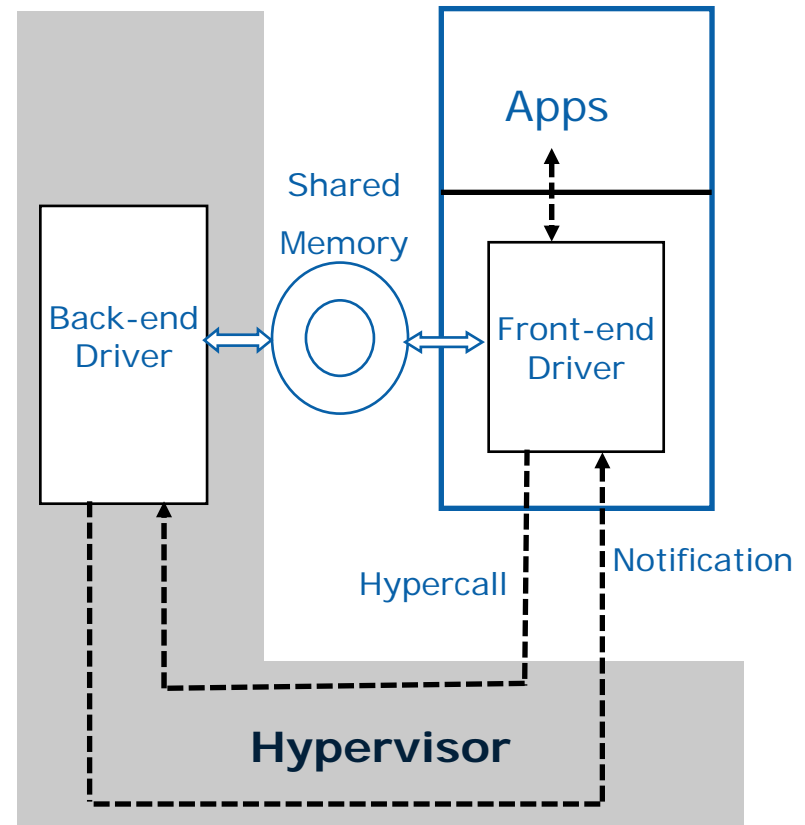 Apps
Shared
Memory
Back-end
Driver
Front-end
Driver
Notification
Hypercall
Hypervisor